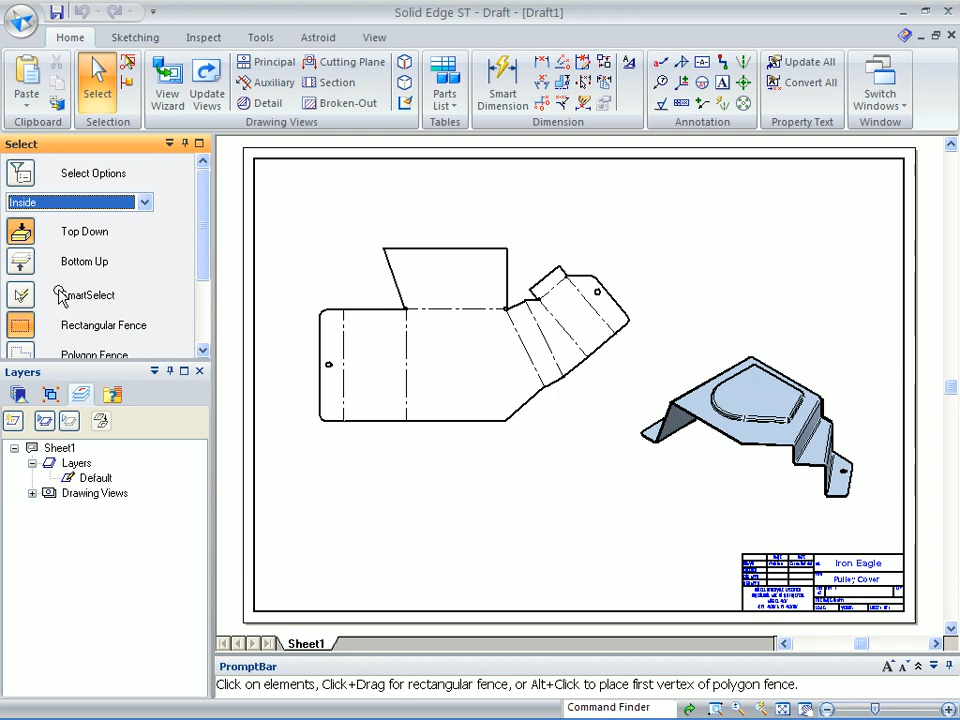 Solid Edge ST - Draft - [Draft1]
Home Sketching Inspect Tools Astroid View
Paste
Clipboard
Select
Selection
View Wizard
Update Views
Principal
Auxiliary
Detail
Cutting Plane
Section
Broken-Out
Drawing Views
Parts List
Tables
Smart Dimension
Dimension
A
Annotation
Update All
Convert All
Property Text
Switch Windows
Window
Select
Select Options
Inside
Top Down
Bottom Up
SmartSelect
Rectangular Fence
Polygon Fence
Layers
Sheet1
Layers
Default
Drawing Views
Iron Eagle
Pulley Cover
Sheet1
PromptBar
Click on elements, Click+Drag for rectangular fence, or Alt+Click to place first vertex of polygon fence.
Command Finder